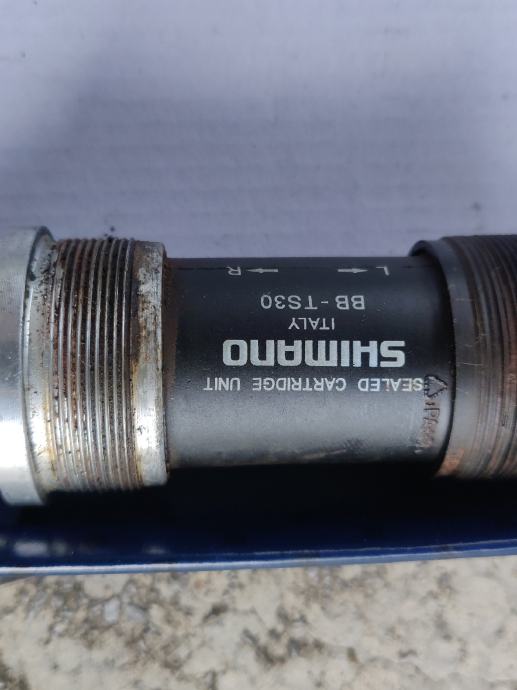 SEALED CARTRIDGE UNIT
SHIMANO
ITALY
BB-TS30
L ← → R